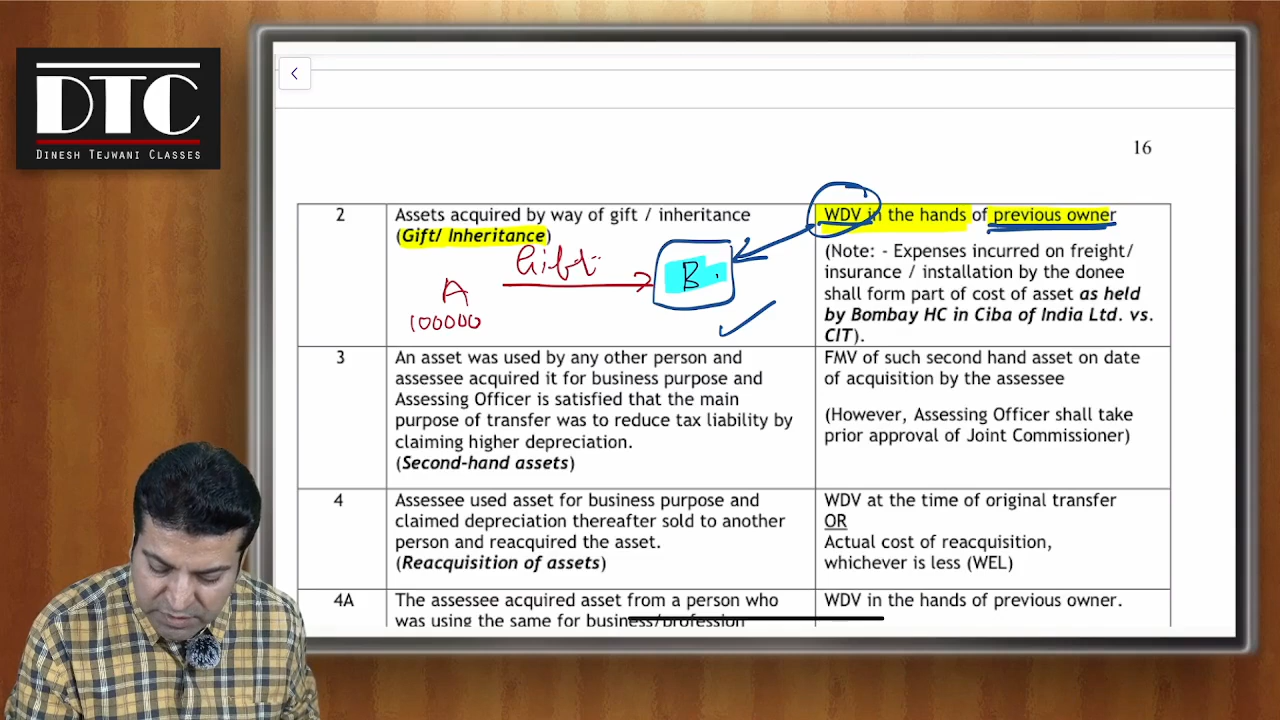 DTC
DINESH TEJWANI CLASSES
16
2
Assets acquired by way of gift / inheritance
(Gift/ Inheritance)
Gift
A
100000
B
WDV in the hands of previous owner
(Note: - Expenses incurred on freight/
insurance / installation by the donee
shall form part of cost of asset as held
by Bombay HC in Ciba of India Ltd. vs.
CIT).
3
An asset was used by any other person and
assessee acquired it for business purpose and
Assessing Officer is satisfied that the main
purpose of transfer was to reduce tax liability by
claiming higher depreciation.
(Second-hand assets)
FMV of such second hand asset on date
of acquisition by the assessee
(However, Assessing Officer shall take
prior approval of Joint Commissioner)
4
Assessee used asset for business purpose and
claimed depreciation thereafter sold to another
person and reacquired the asset.
(Reacquisition of assets)
WDV at the time of original transfer
OR
Actual cost of reacquisition,
whichever is less (WEL)
4A
The assessee acquired asset from a person who
was using the same for business/profession
WDV in the hands of previous owner.